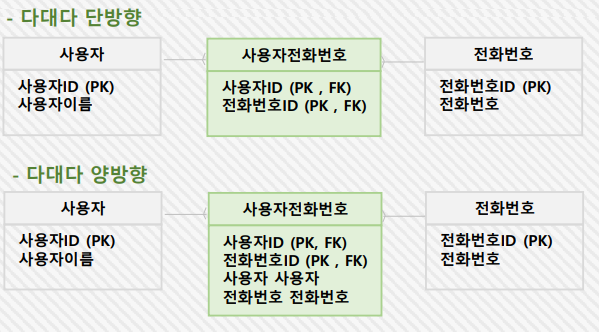 - 다대다 단방향
사용자
사용자ID (PK)
사용자이름
사용자전화번호
사용자ID (PK , FK)
전화번호ID (PK , FK)
전화번호
전화번호ID (PK)
전화번호
- 다대다 양방향
사용자
사용자ID (PK)
사용자이름
사용자전화번호
사용자ID (PK, FK)
전화번호ID (PK , FK)
사용자 사용자
전화번호 전화번호
전화번호
전화번호ID (PK)
전화번호